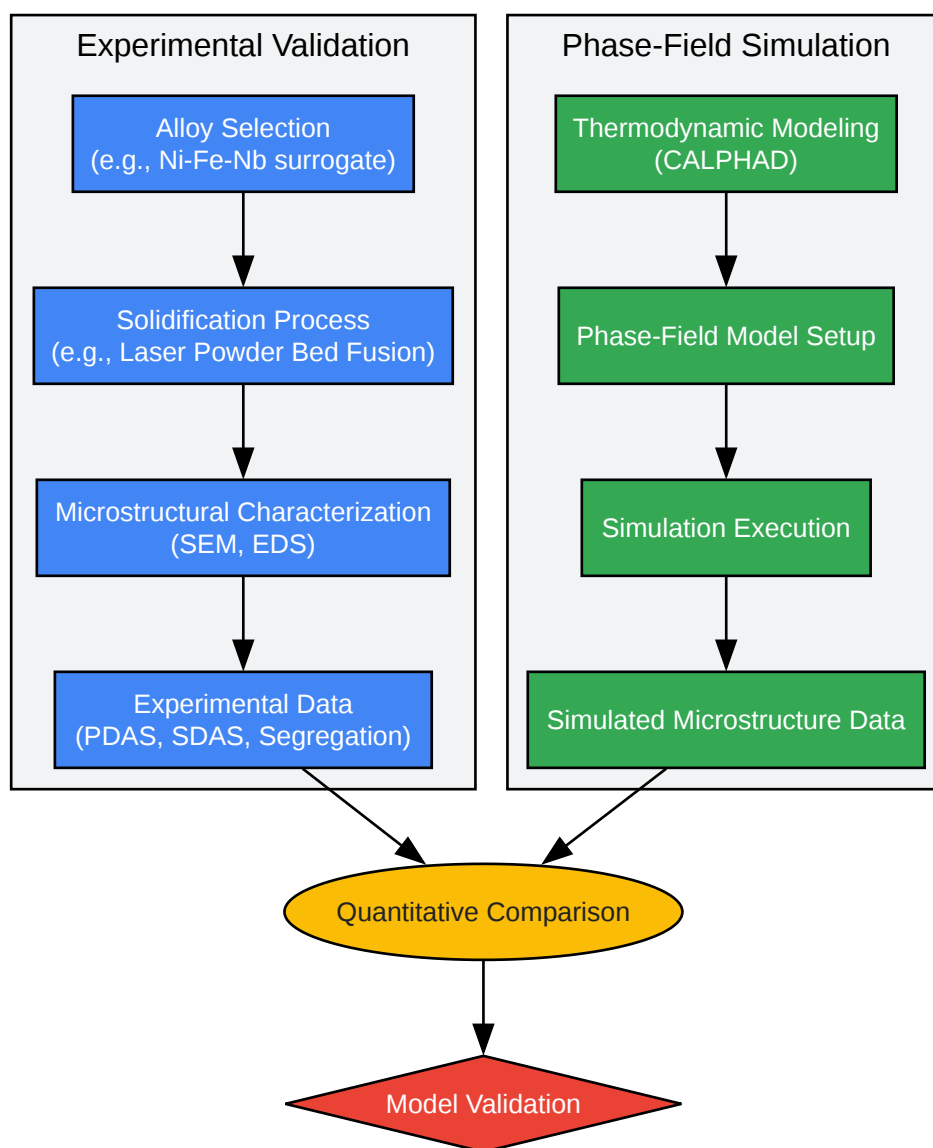 Experimental Validation
Alloy Selection
(e.g., Ni-Fe-Nb surrogate)
Solidification Process
(e.g., Laser Powder Bed Fusion)
Microstructural Characterization
(SEM, EDS)
Experimental Data
(PDAS, SDAS, Segregation)
Phase-Field Simulation
Thermodynamic Modeling
(CALPHAD)
Phase-Field Model Setup
Simulation Execution
Simulated Microstructure Data
Quantitative Comparison
Model Validation